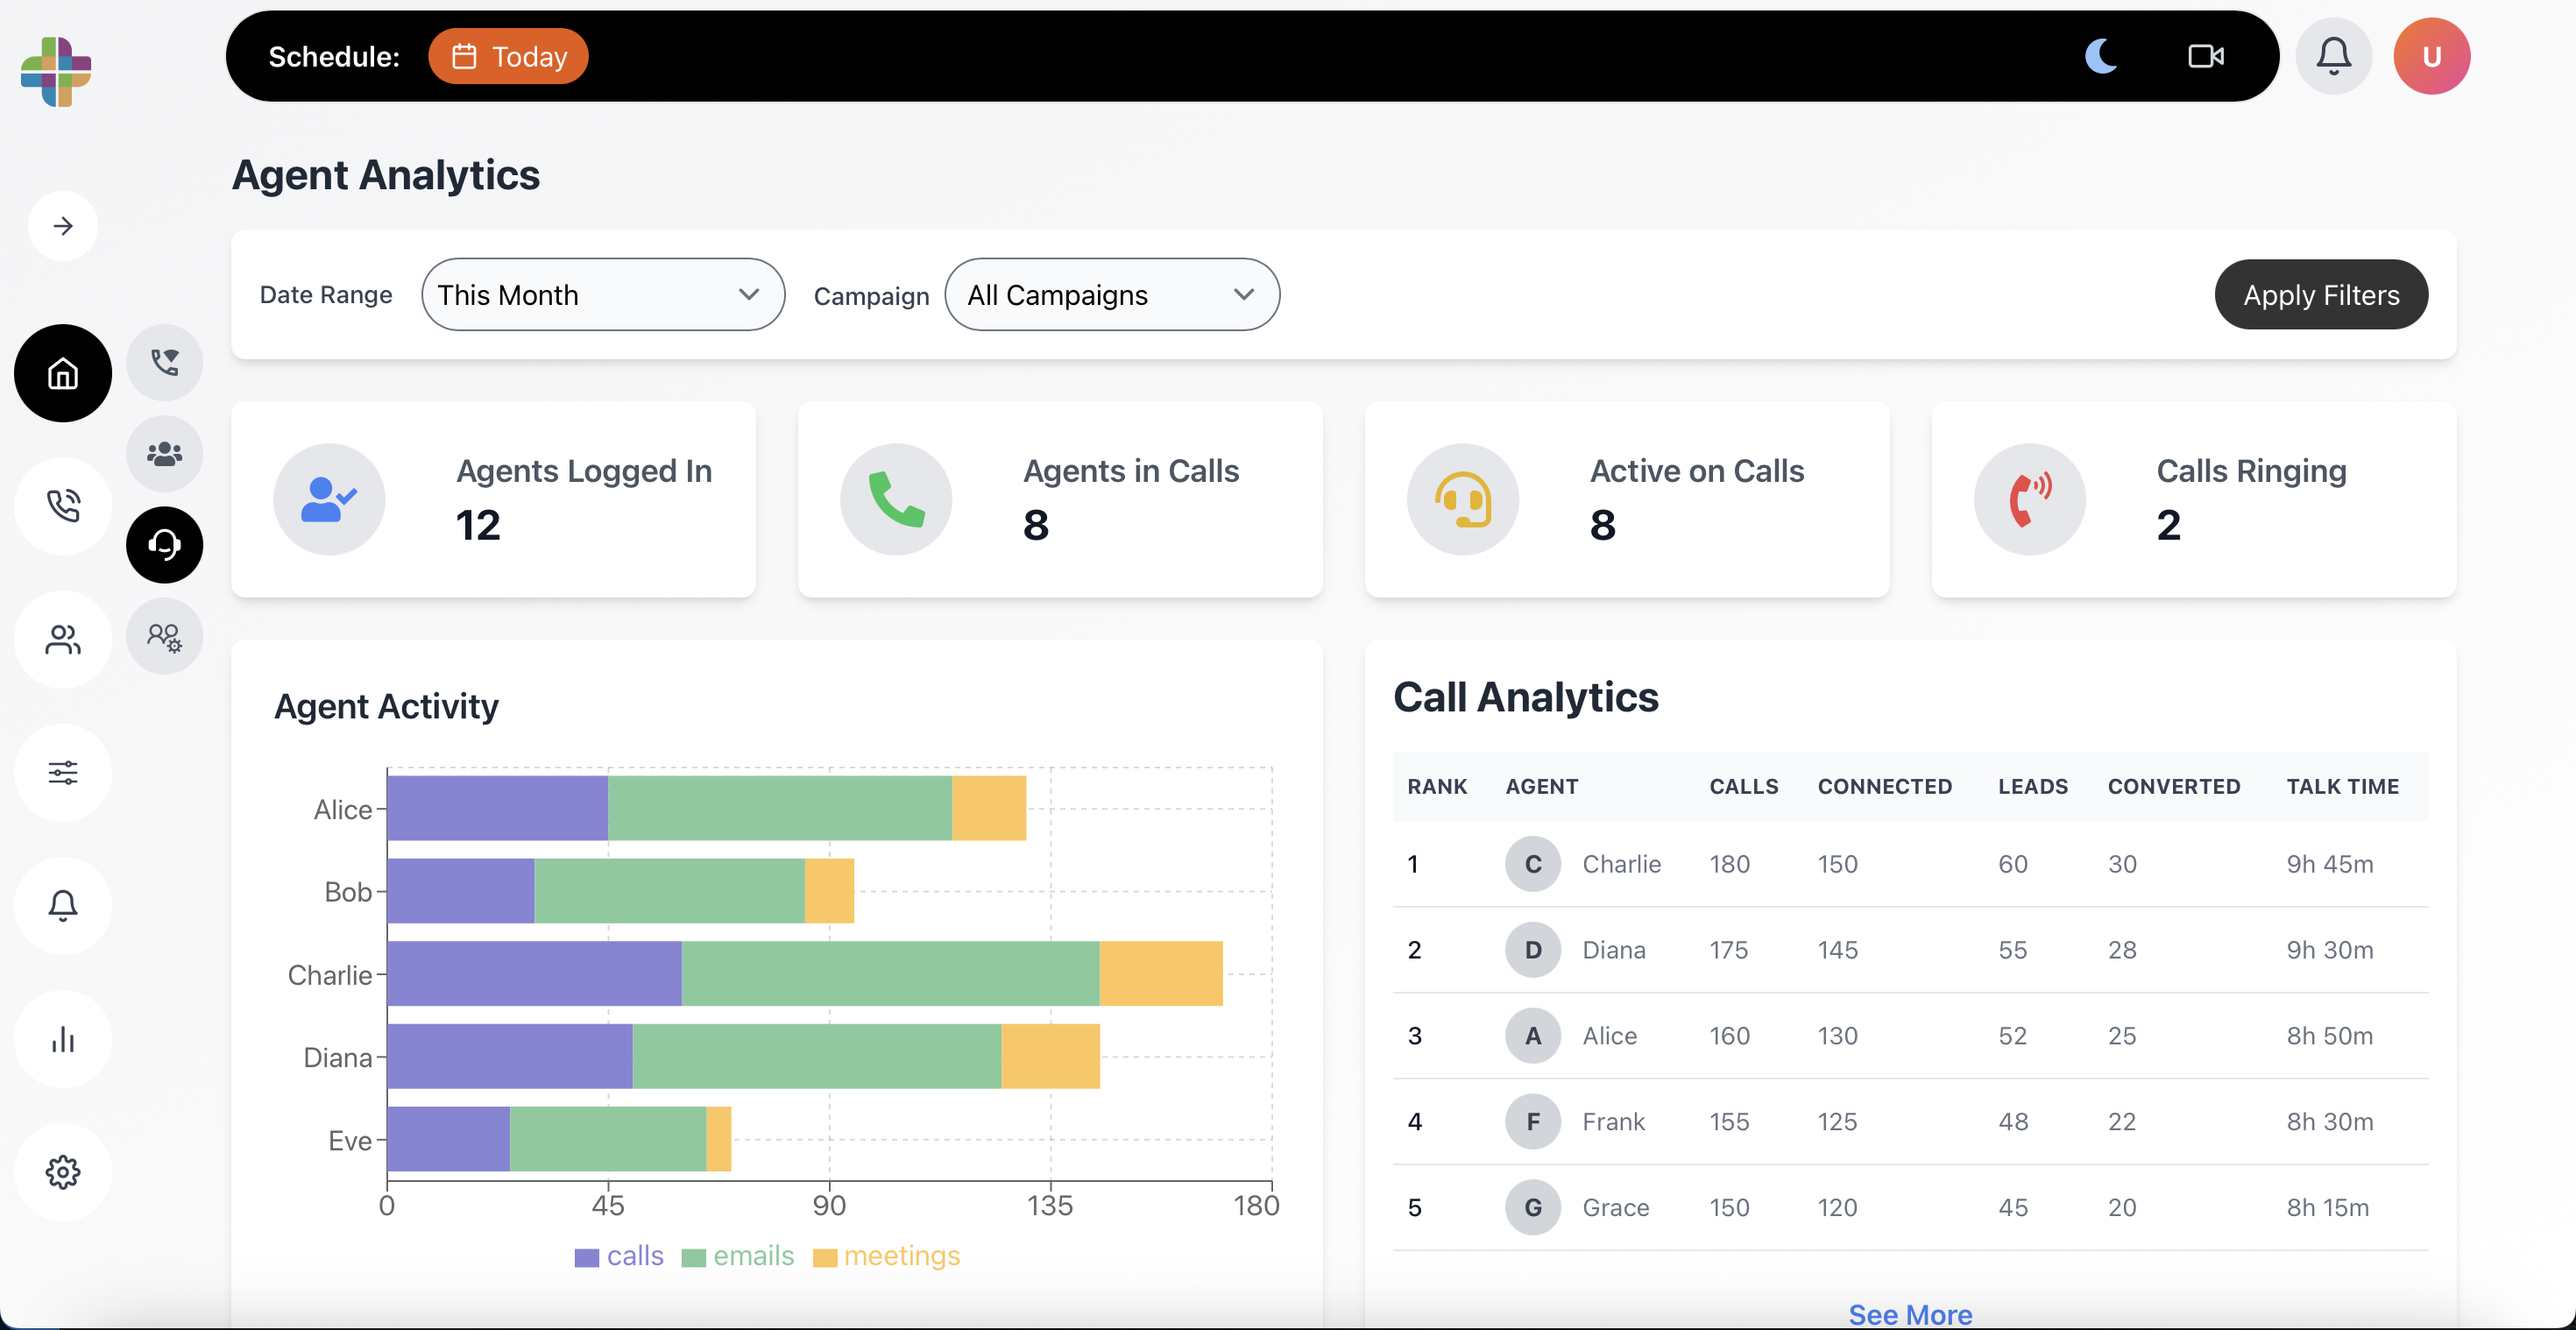 Schedule: Today U
Agent Analytics
Date Range This Month Campaign All Campaigns Apply Filters
Agents Logged In
12
Agents in Calls
8
Active on Calls
8
Calls Ringing
2
Agent Activity
Alice
Bob
Charlie
Diana
Eve
0 45 90 135 180
calls emails meetings
Call Analytics
RANK AGENT CALLS CONNECTED LEADS CONVERTED TALK TIME
1 C Charlie 180 150 60 30 9h 45m
2 D Diana 175 145 55 28 9h 30m
3 A Alice 160 130 52 25 8h 50m
4 F Frank 155 125 48 22 8h 30m
5 G Grace 150 120 45 20 8h 15m
See More